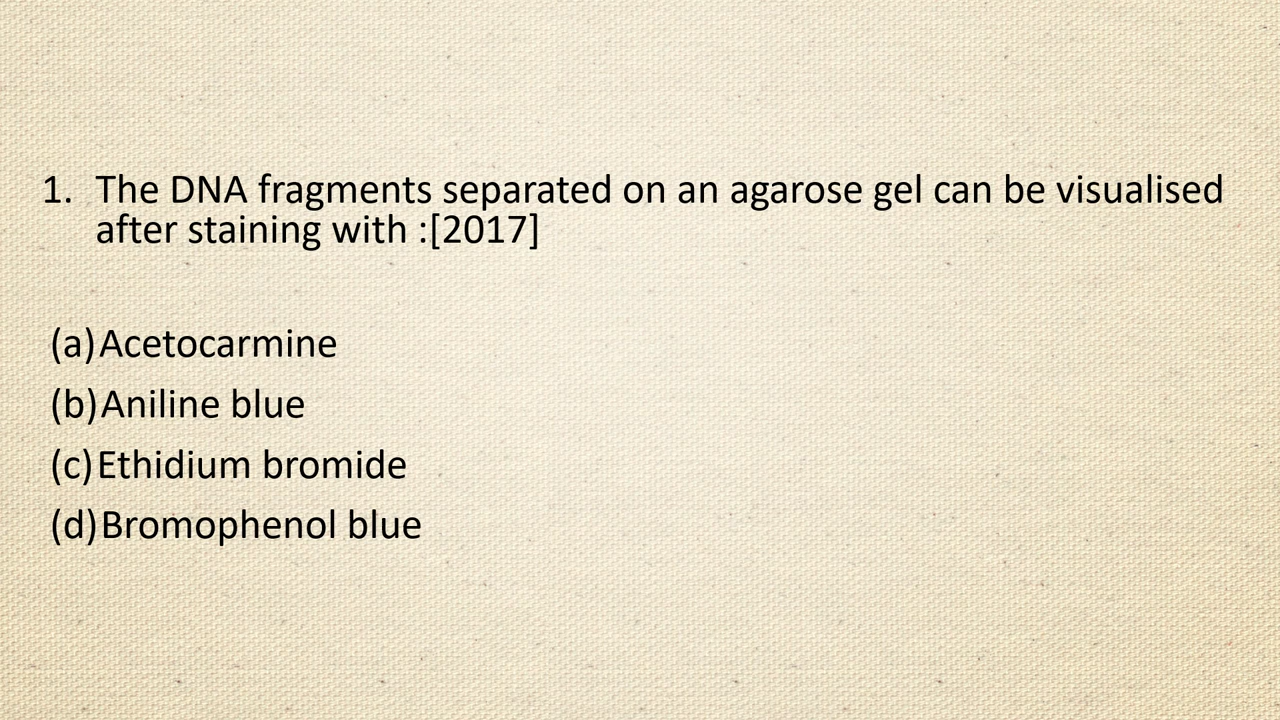 1. The DNA fragments separated on an agarose gel can be visualised
after staining with :[2017]
(a)Acetocarmine
(b)Aniline blue
(c)Ethidium bromide
(d)Bromophenol blue